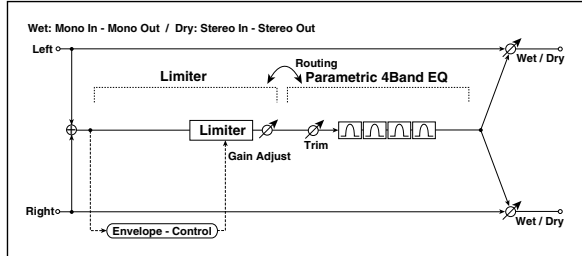 Wet: Mono In - Mono Out / Dry: Stereo In - Stereo Out
Left
Wet / Dry
Routing
Limiter
Parametric 4Band EQ
Limiter
Gain Adjust
Trim
Right
Wet / Dry
Envelope - Control